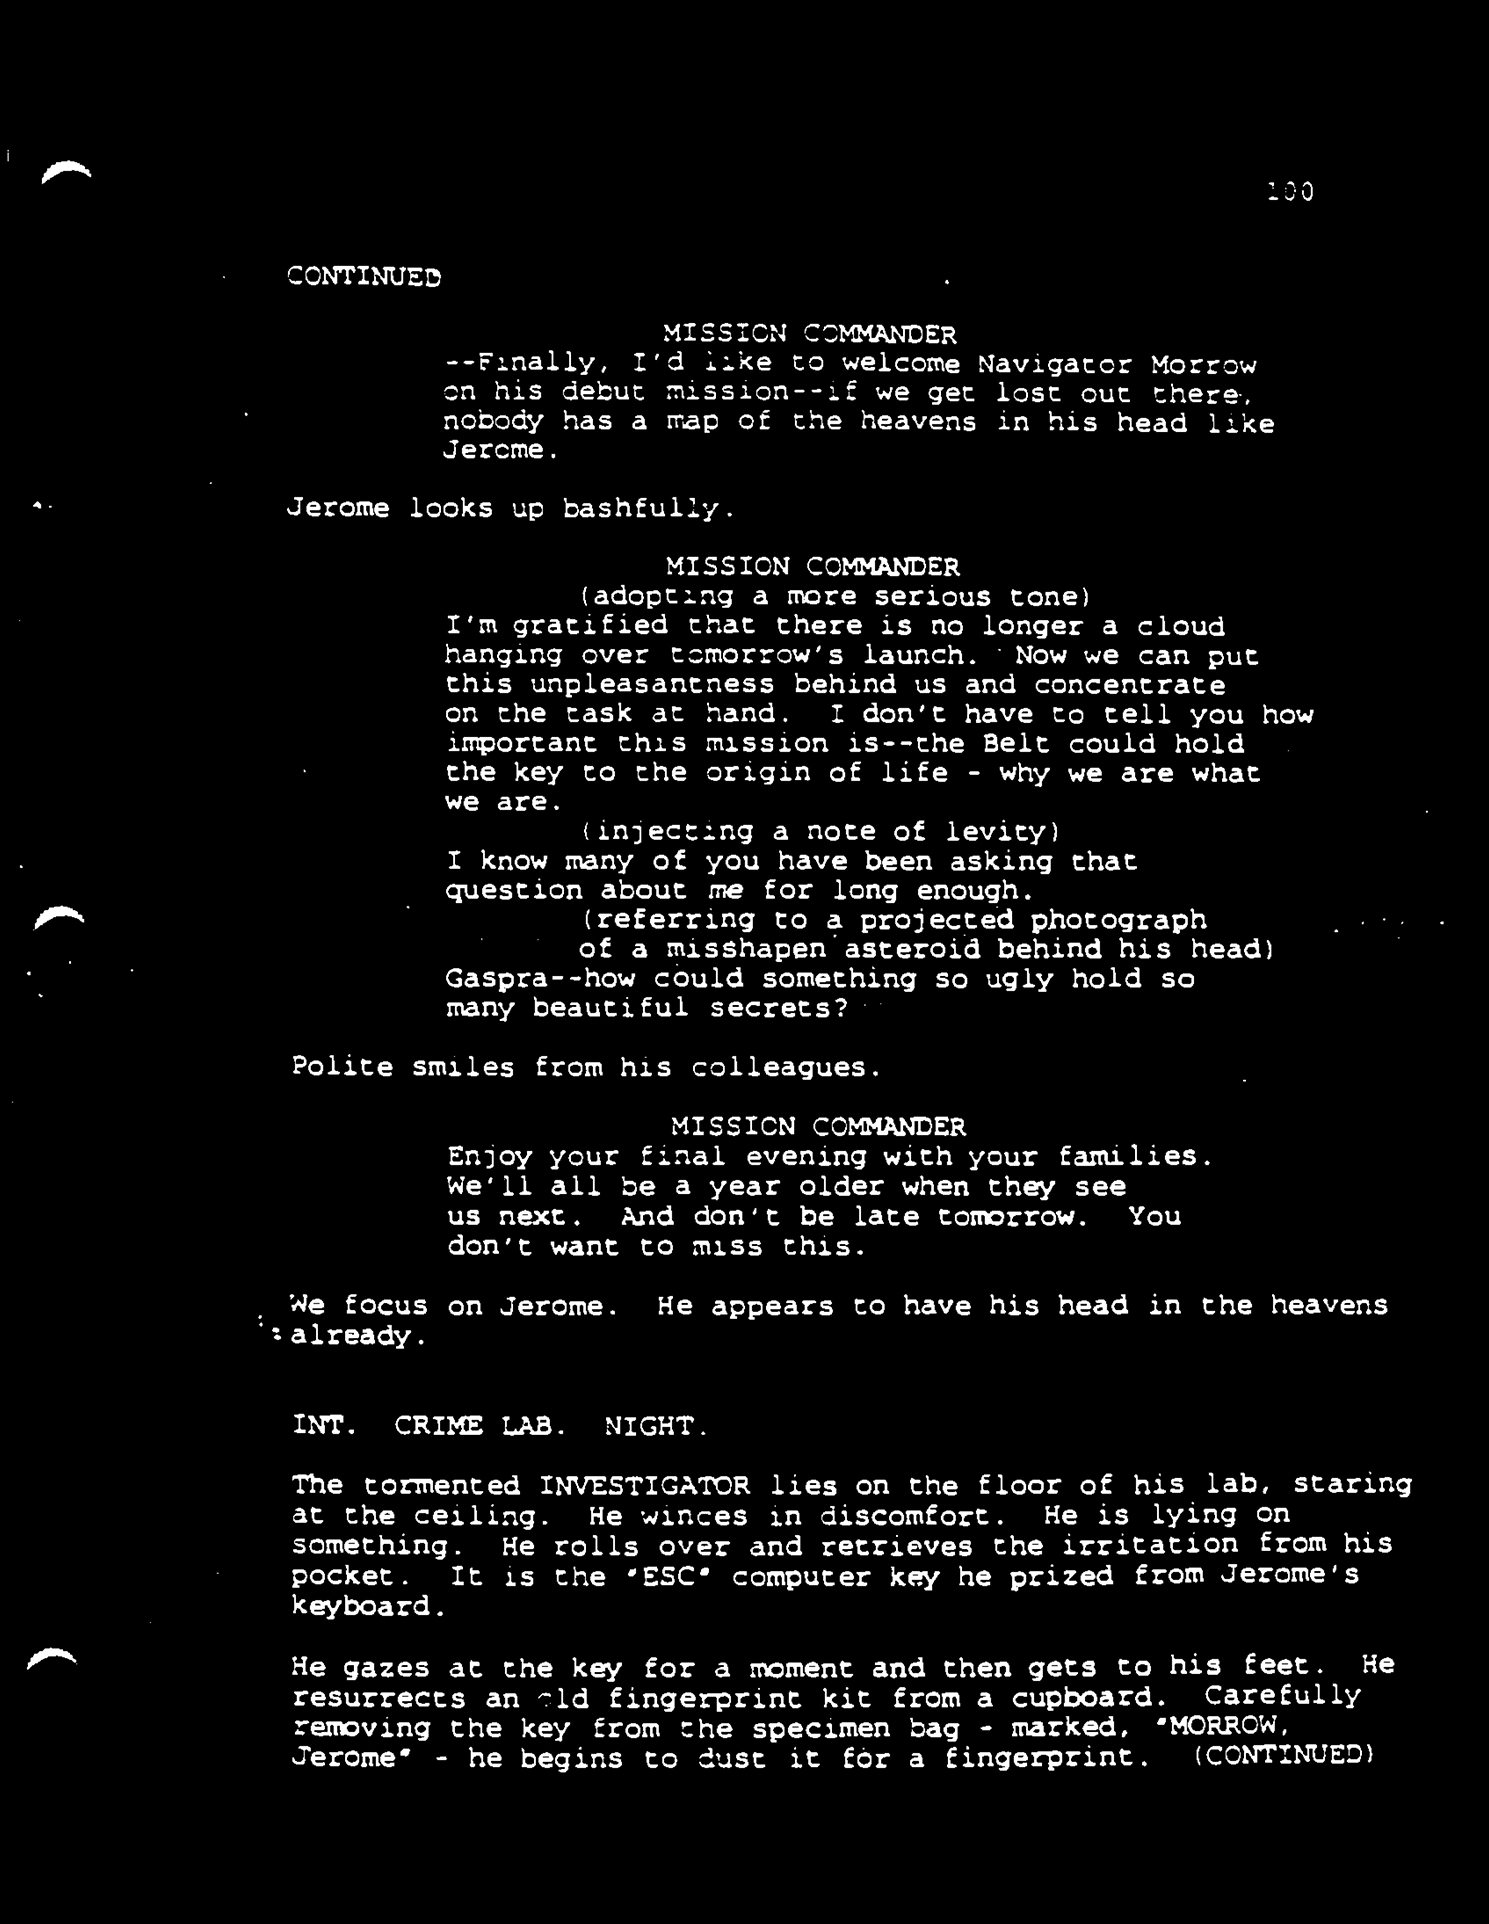 100
CONTINUED
MISSION COMMANDER
--Finally, I'd like to welcome Navigator Morrow
on his debut mission--if we get lost out there,
nobody has a map of the heavens in his head like
Jerome.
Jerome looks up bashfully.
MISSION COMMANDER
(adopting a more serious tone)
I'm gratified that there is no longer a cloud
hanging over tomorrow's launch. Now we can put
this unpleasantness behind us and concentrate
on the task at hand. I don't have to tell you how
important this mission is--the Belt could hold
the key to the origin of life - why we are what
we are.
(injecting a note of levity)
I know many of you have been asking that
question about me for long enough.
(referring to a projected photograph
of a misshapen asteroid behind his head)
Gaspra--how could something so ugly hold so
many beautiful secrets?
Polite smiles from his colleagues.
MISSION COMMANDER
Enjoy your final evening with your families.
We'll all be a year older when they see
us next. And don't be late tomorrow. You
don't want to miss this.
We focus on Jerome. He appears to have his head in the heavens
already.
INT. CRIME LAB. NIGHT.
The tormented INVESTIGATOR lies on the floor of his lab, staring
at the ceiling. He winces in discomfort. He is lying on
something. He rolls over and retrieves the irritation from his
pocket. It is the "ESC" computer key he prized from Jerome's
keyboard.
He gazes at the key for a moment and then gets to his feet. He
resurrects an old fingerprint kit from a cupboard. Carefully
removing the key from the specimen bag - marked, "MORROW,
Jerome" - he begins to dust it for a fingerprint. (CONTINUED)